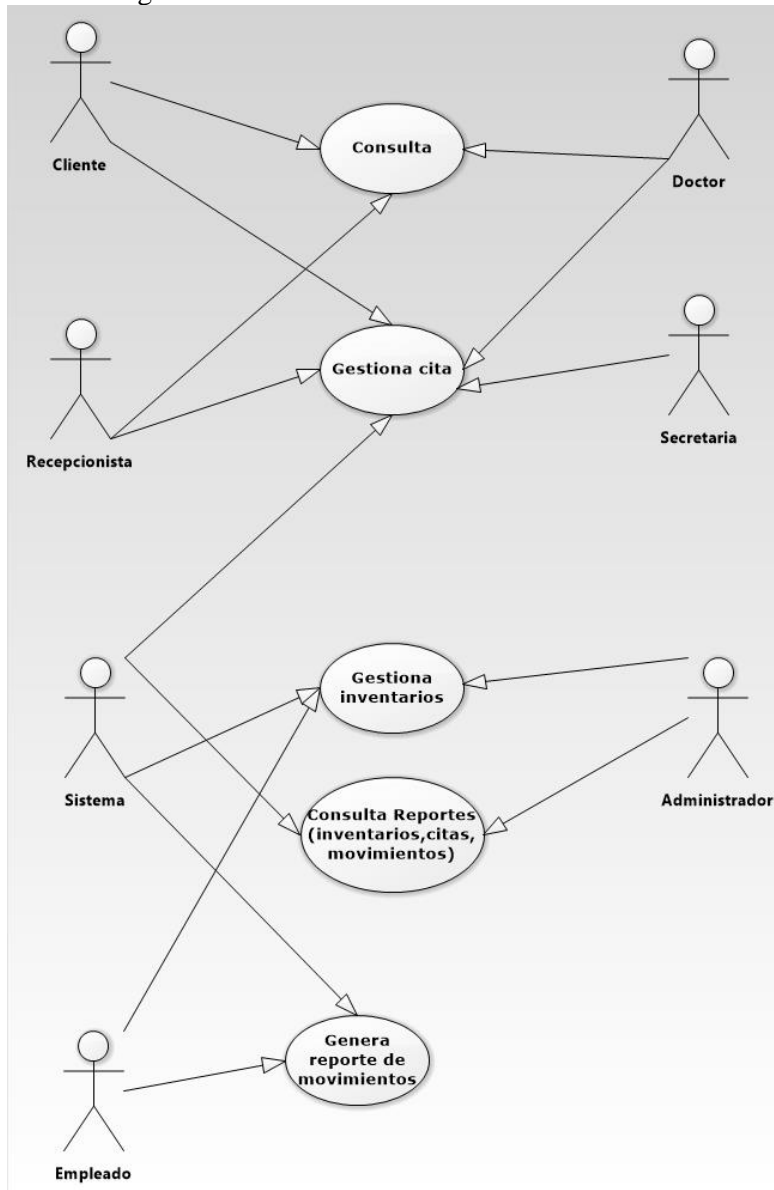 Cliente
Consulta
Doctor
Recepcionista
Gestiona cita
Secretaria
Sistema
Gestiona
inventarios
Administrador
Consulta Reportes
(inventarios,citas,
movimientos)
Empleado
Genera
reporte de
movimientos